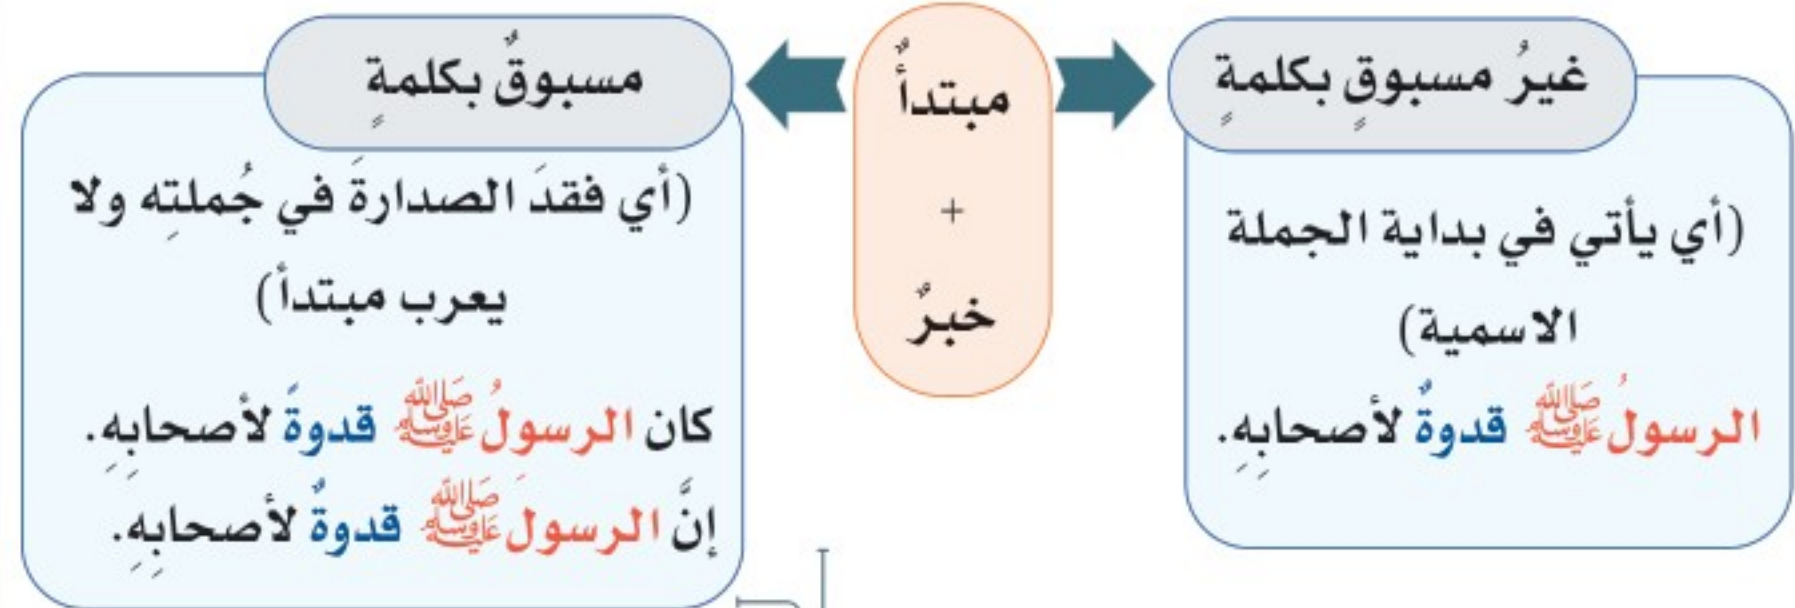 غيرُ مسبوقٍ بكلمةٍ
(أي يأتي في بداية الجملة
الاسمية)
الرسولُ ﷺ قدوةٌ لأصحابِهِ.
مبتدأٌ
+
خبرٌ
مسبوقٌ بكلمةٍ
(أي فقدَ الصدارةَ في جُملتِه ولا
يعرب مبتدأ)
كان الرسولُ ﷺ قدوةً لأصحابِهِ.
إنَّ الرسولَ ﷺ قدوةٌ لأصحابِهِ.